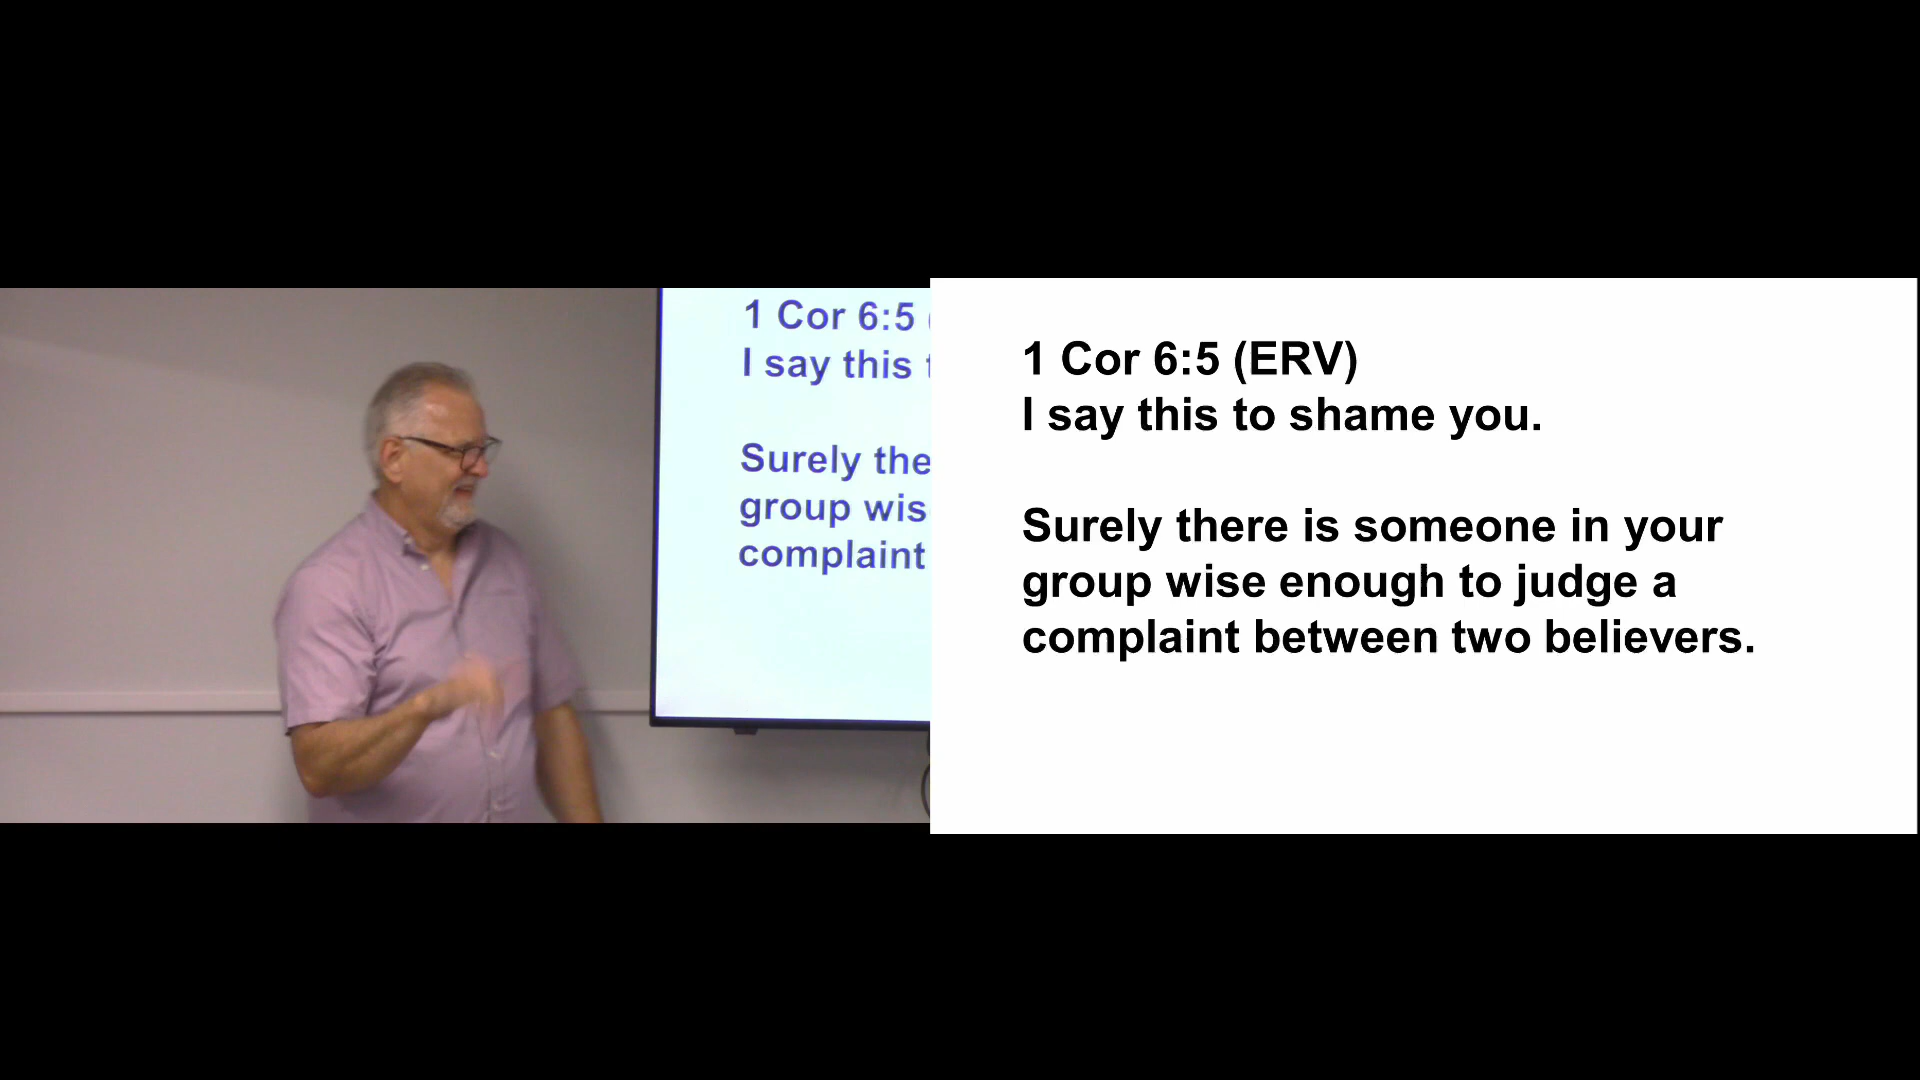 1 Cor 6:5
I say this
Surely the
group wis
complaint
1 Cor 6:5 (ERV)
I say this to shame you.
Surely there is someone in your
group wise enough to judge a
complaint between two believers.